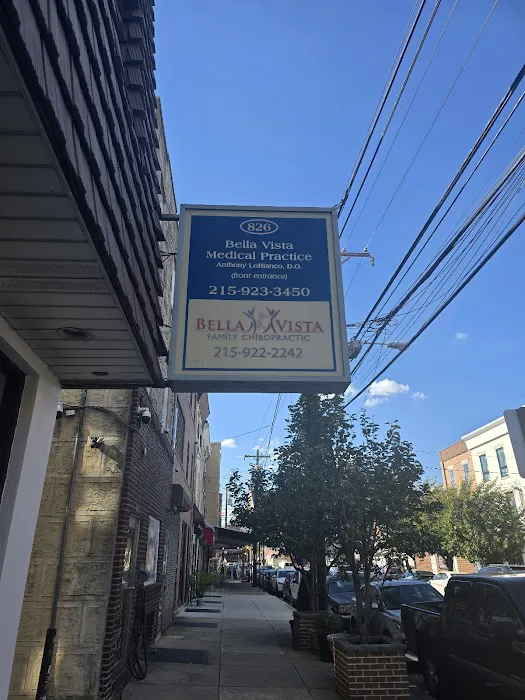 826
Bella Vista
Medical Practice
Anthony LoBianco, D.O.
(front entrance)
215-923-3450
BELLA VISTA
FAMILY CHIROPRACTIC
215-922-2242